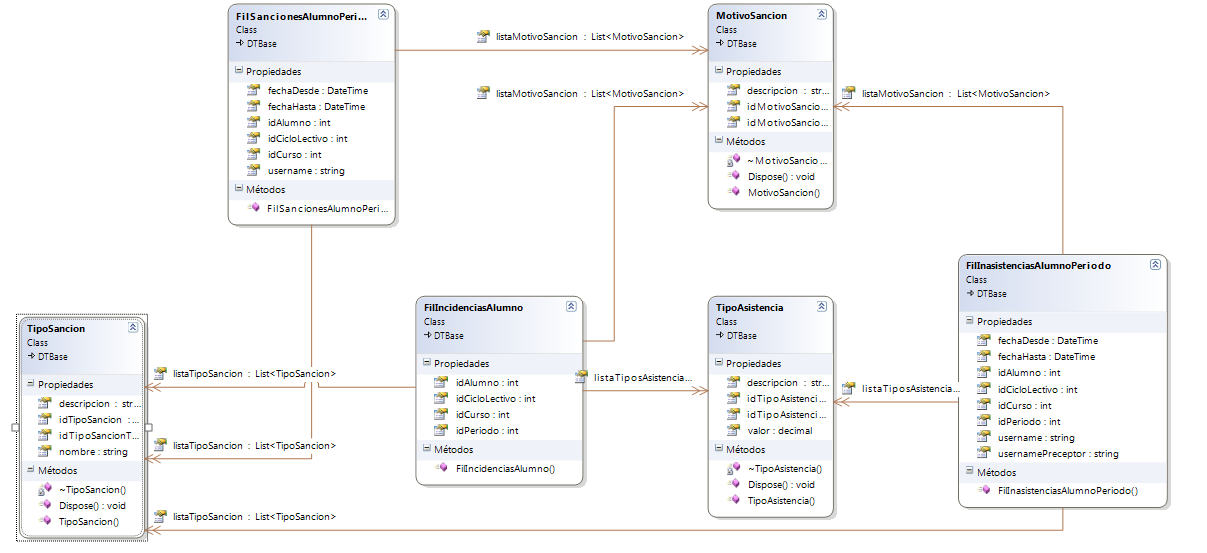 FilSancionesAlumnoPeri...
Class
DTBase
Propiedades
fechaDesde : DateTime
fechaHasta : DateTime
idAlumno : int
idCicloLectivo : int
idCurso : int
username : string
Métodos
FilSancionesAlumnoPeri...
listaMotivoSancion : List<MotivoSancion>
listaMotivoSancion : List<MotivoSancion>
MotivoSancion
Class
DTBase
Propiedades
descripcion : str...
idMotivoSancio...
idMotivoSancio...
Métodos
~MotivoSancio...
Dispose() : void
MotivoSancion()
listaMotivoSancion : List<MotivoSancion>
TipoSancion
Class
DTBase
Propiedades
descripcion : str...
idTipoSancion : ...
idTipoSancionT...
nombre : string
Métodos
~TipoSancion()
Dispose() : void
TipoSancion()
listaTipoSancion : List<TipoSancion>
listaTipoSancion : List<TipoSancion>
listaTipoSancion : List<TipoSancion>
FilIncidenciasAlumno
Class
DTBase
Propiedades
idAlumno : int
idCicloLectivo : int
idCurso : int
idPeriodo : int
Métodos
FilIncidenciasAlumno()
listaTiposAsistencia...
TipoAsistencia
Class
DTBase
Propiedades
descripcion : str...
idTipoAsistenci...
idTipoAsistenci...
valor : decimal
Métodos
~TipoAsistencia()
Dispose() : void
TipoAsistencia()
listaTiposAsistencia...
FilInasistenciasAlumnoPeriodo
Class
DTBase
Propiedades
fechaDesde : DateTime
fechaHasta : DateTime
idAlumno : int
idCicloLectivo : int
idCurso : int
idPeriodo : int
username : string
usernamePreceptor : string
Métodos
FilInasistenciasAlumnoPeriodo()